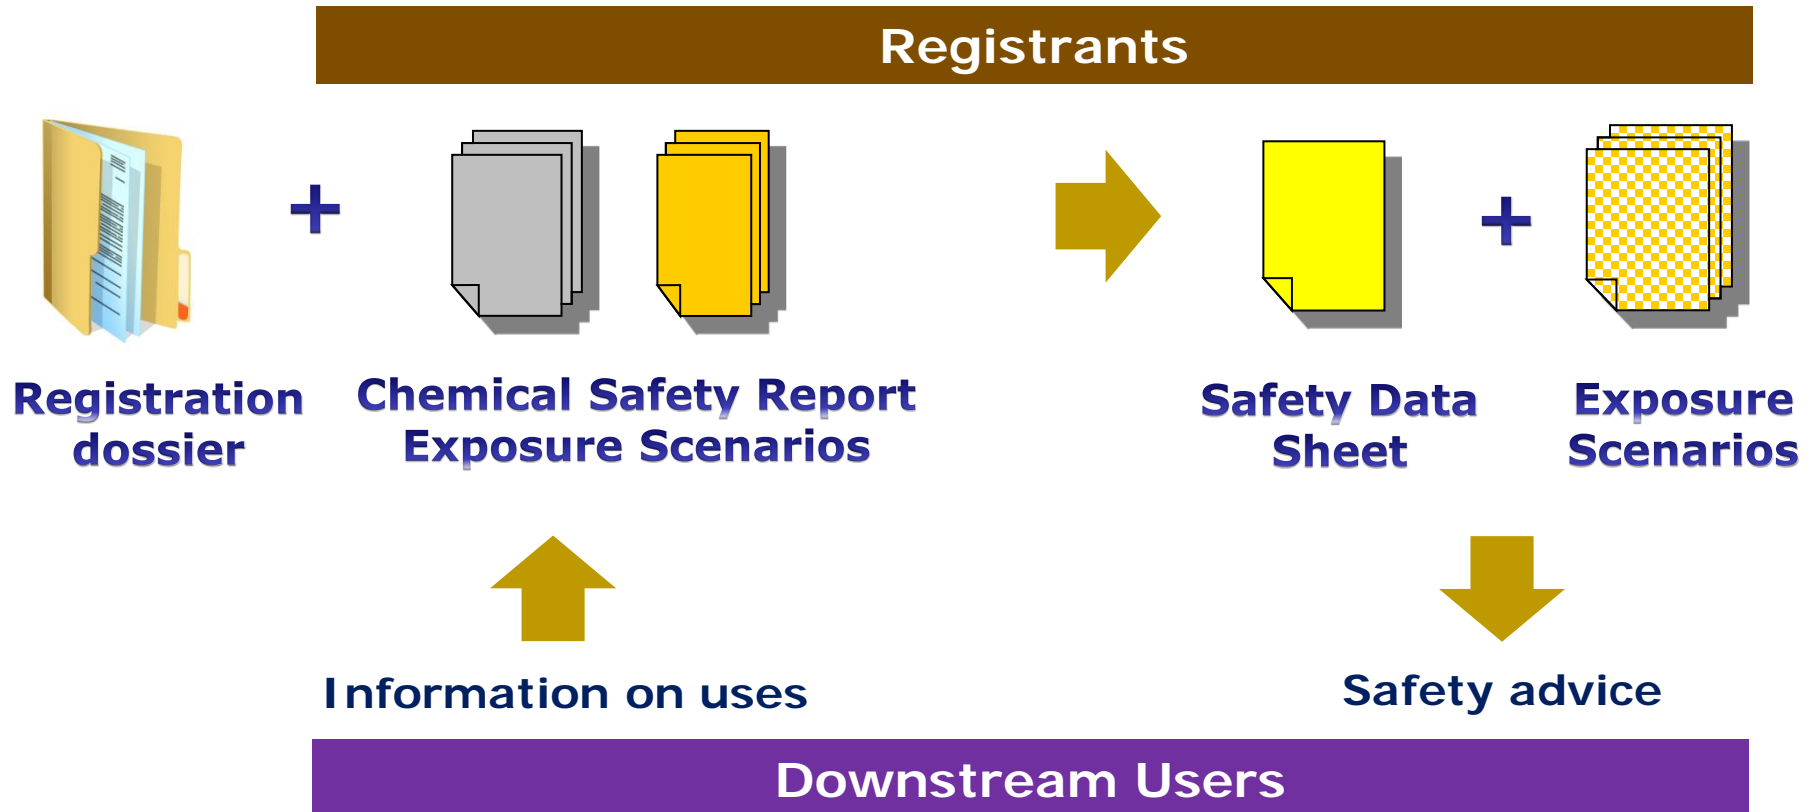 Registrants
Registration
dossier
Chemical Safety Report
Exposure Scenarios
Safety Data
Sheet
Exposure
Scenarios
Information on uses
Safety advice
Downstream Users